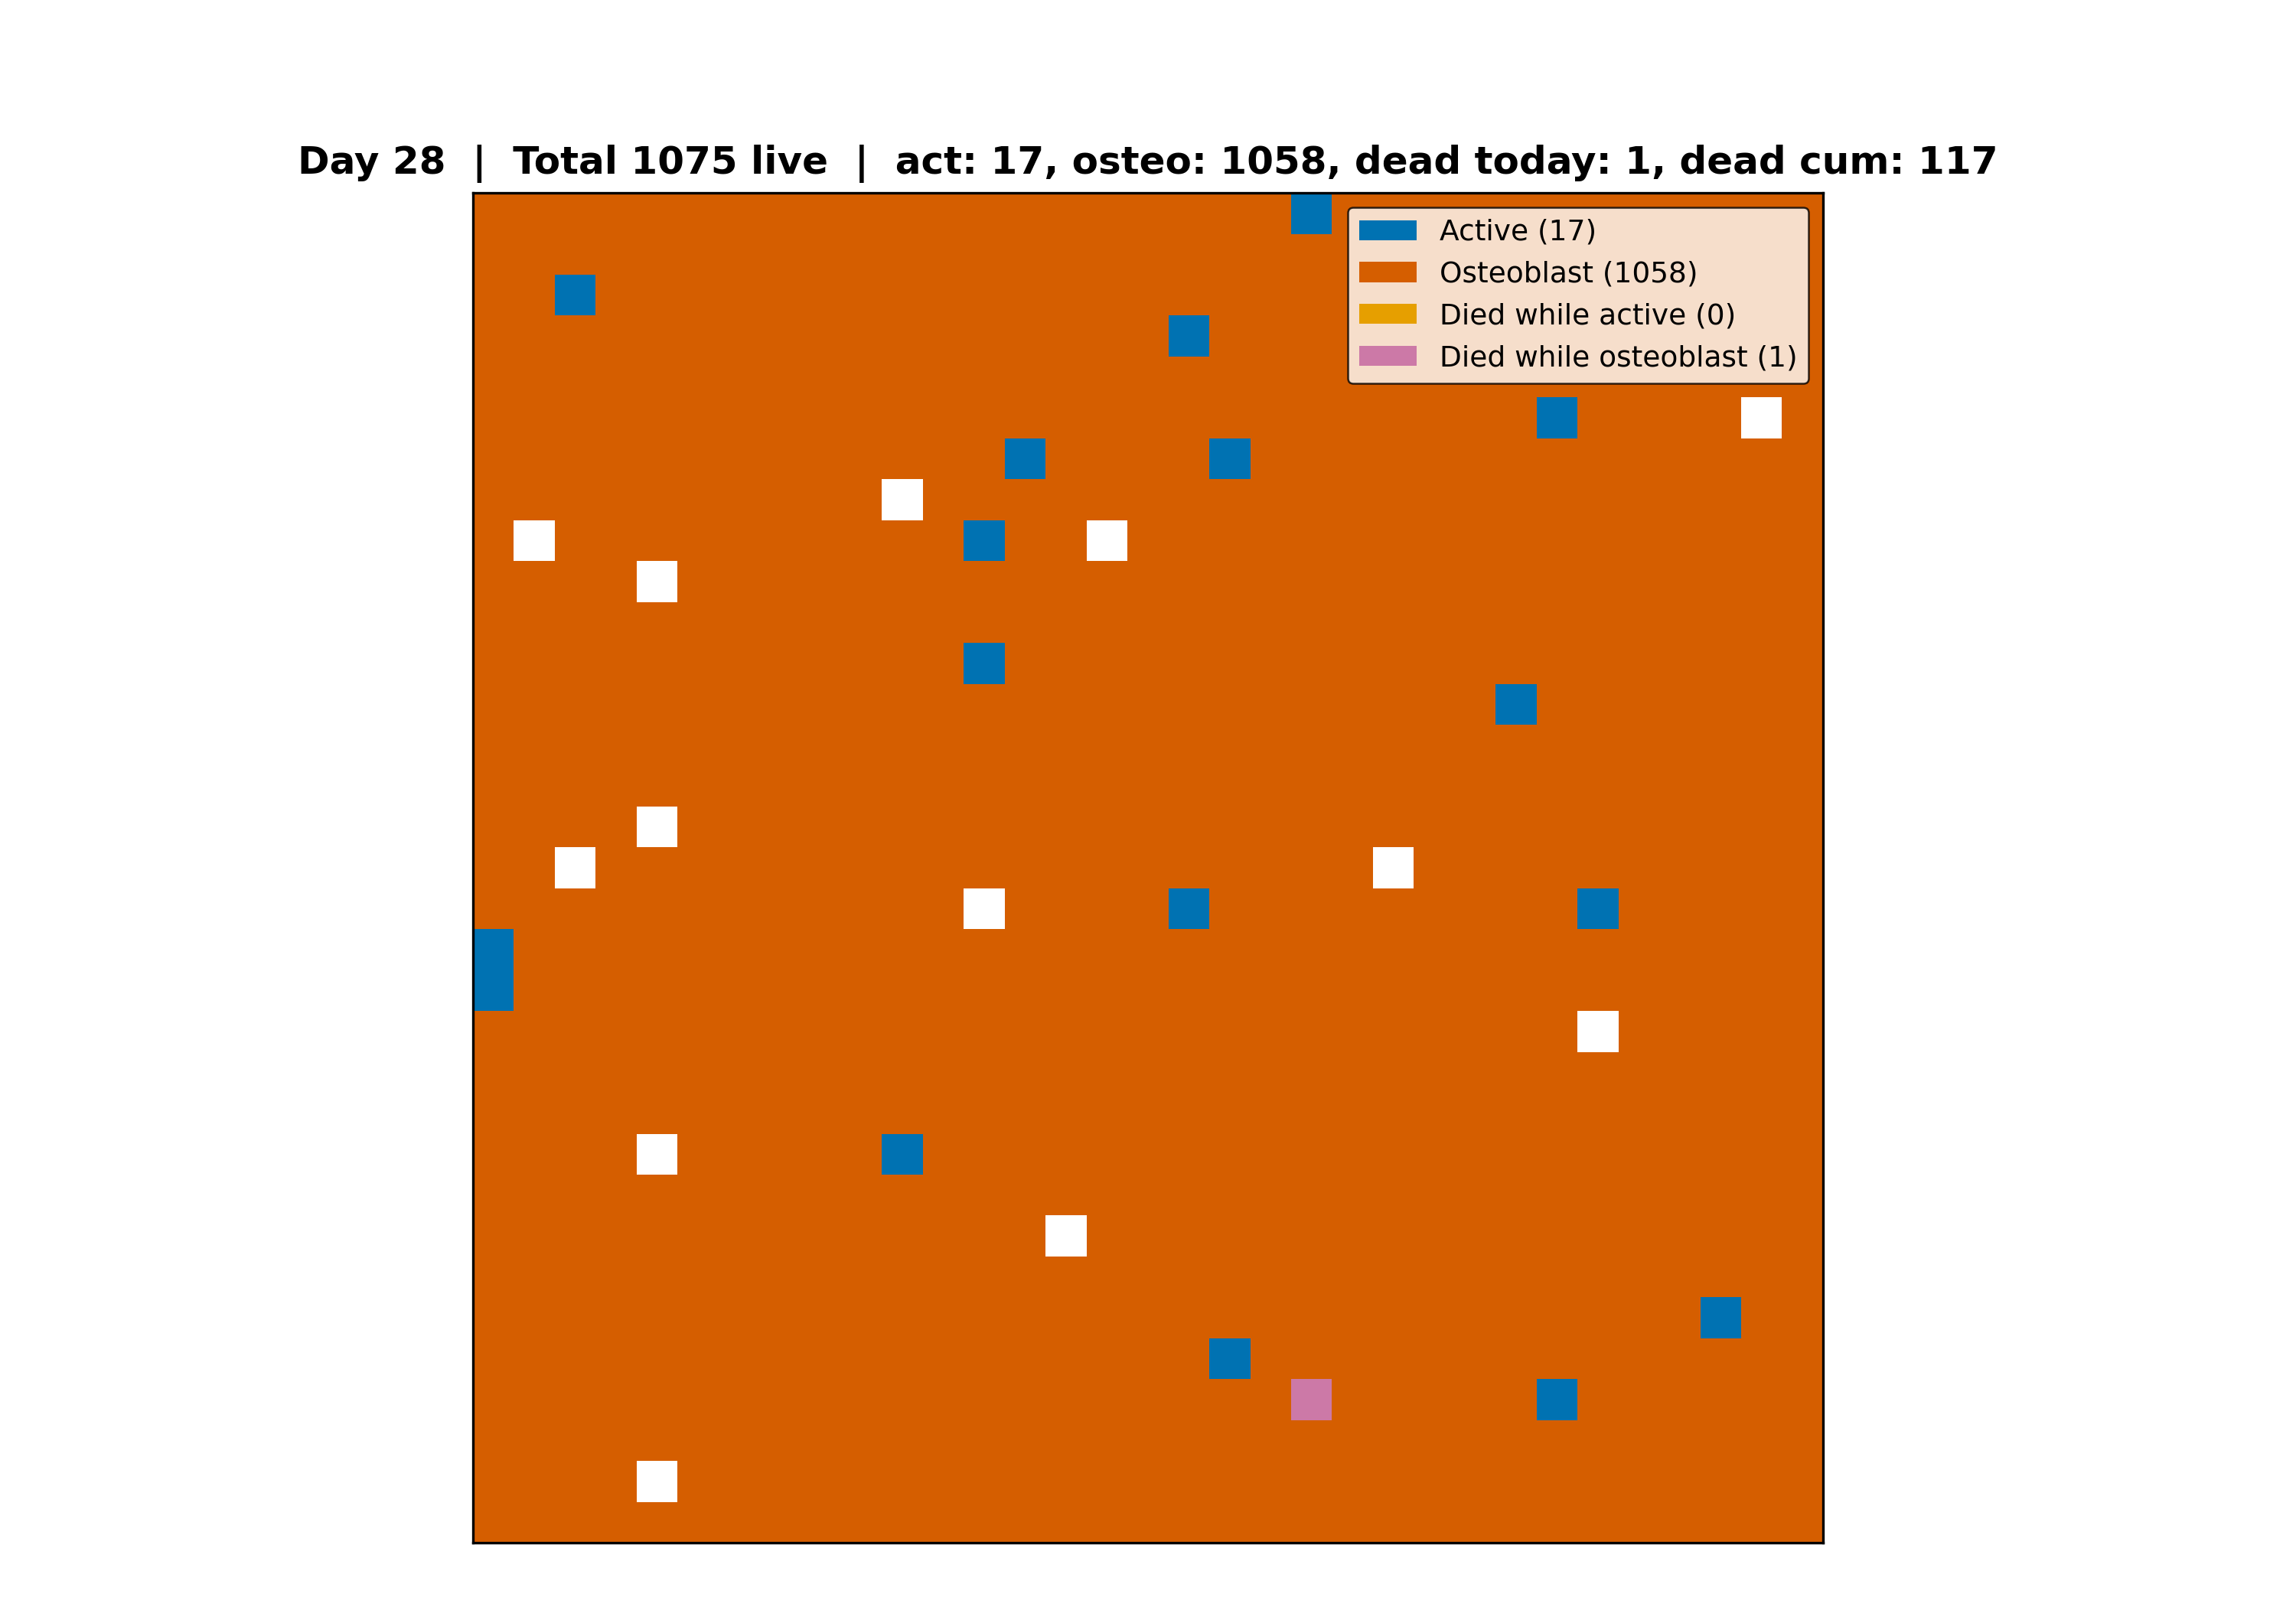 Day 28 | Total 1075 live | act: 17, osteo: 1058, dead today: 1, dead cum: 117
Active (17)
Osteoblast (1058)
Died while active (0)
Died while osteoblast (1)